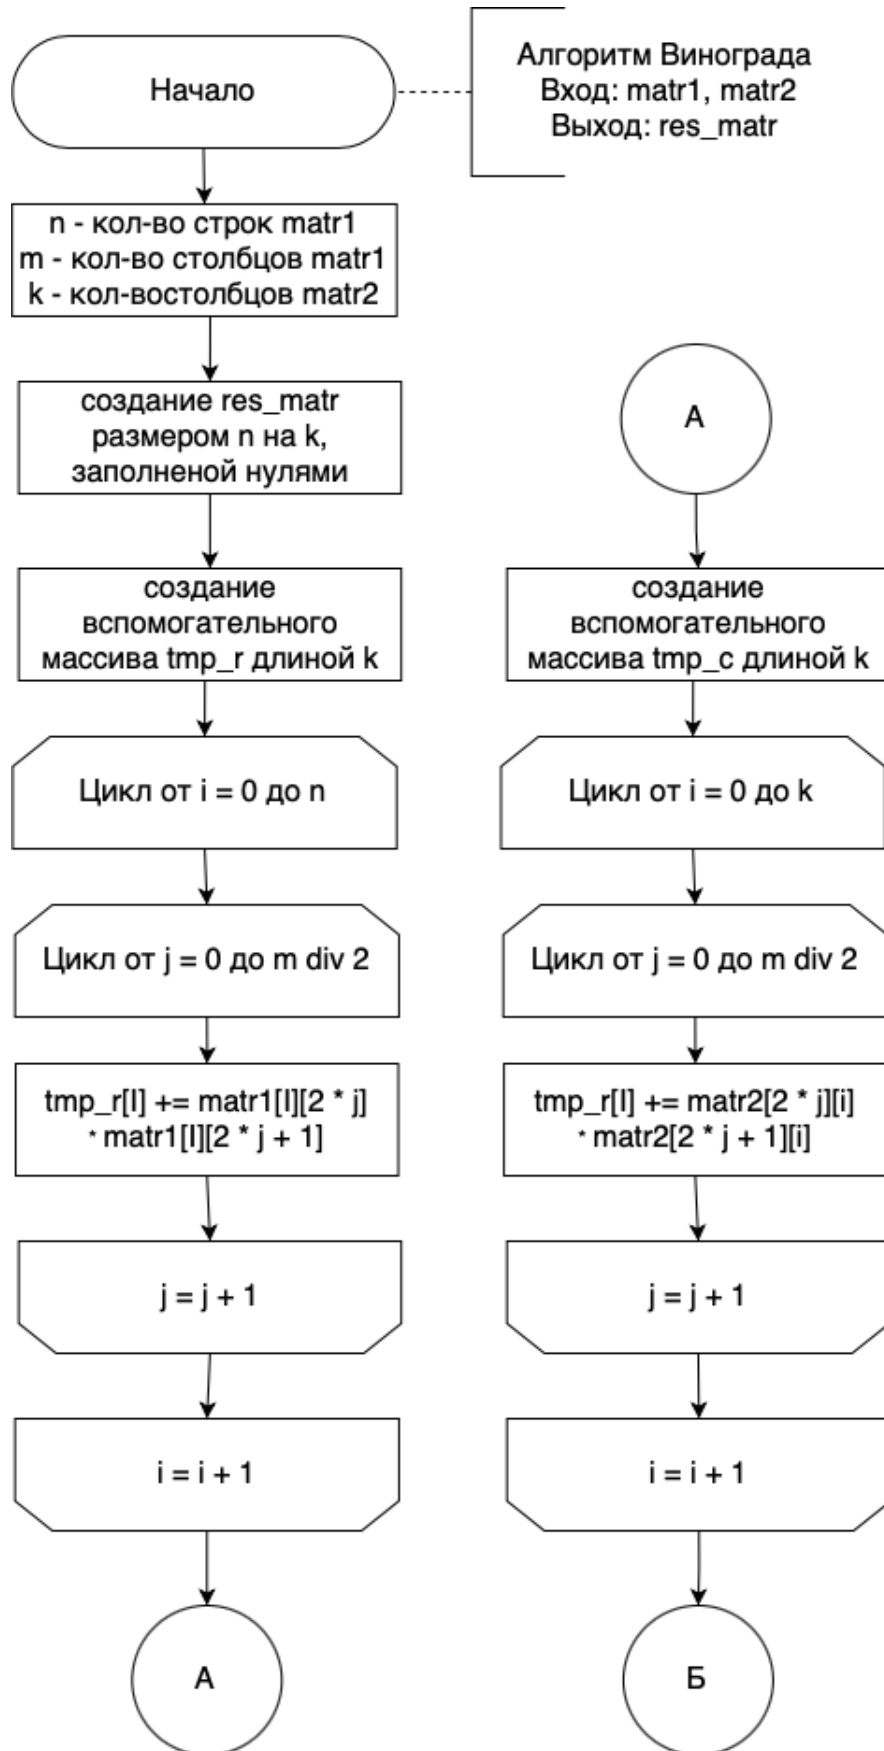 Начало
Алгоритм Винограда
Вход: matr1, matr2
Выход: res_matr
n - кол-во строк matr1
m - кол-во столбцов matr1
k - кол-востолбцов matr2
создание res_matr
размером n на k,
заполненой нулями
создание
вспомогательного
массива tmp_r длиной k
Цикл от i = 0 до n
Цикл от j = 0 до m div 2
tmp_r[I] += matr1[I][2 * j]
* matr1[I][2 * j + 1]
j = j + 1
i = i + 1
А
А
создание
вспомогательного
массива tmp_c длиной k
Цикл от i = 0 до k
Цикл от j = 0 до m div 2
tmp_r[I] += matr2[2 * j][i]
* matr2[2 * j + 1][i]
j = j + 1
i = i + 1
Б